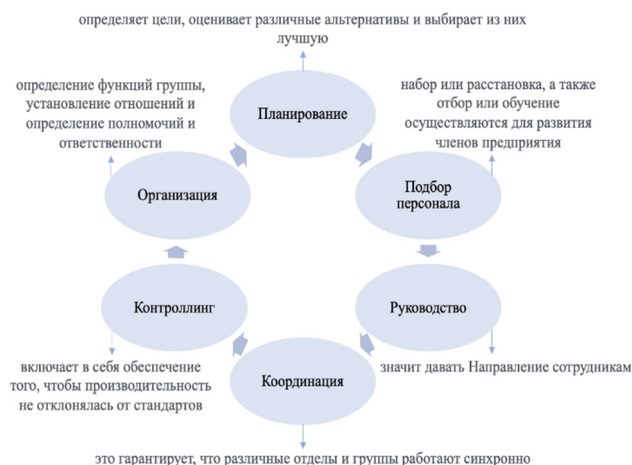 определяет цели, оценивает различные альтернативы и выбирает из них
лучшую
Планирование
набор или расстановка, а также
отбор или обучение
осуществляются для развития
членов предприятия
Подбор
персонала
Руководство
значит давать Направление сотрудникам
Координация
это гарантирует, что различные отделы и группы работают синхронно
Контроллинг
включает в себя обеспечение
того, чтобы производительность
не отклонялась от стандартов
Организация
определение функций группы,
установление отношений и
определение полномочий и
ответственности